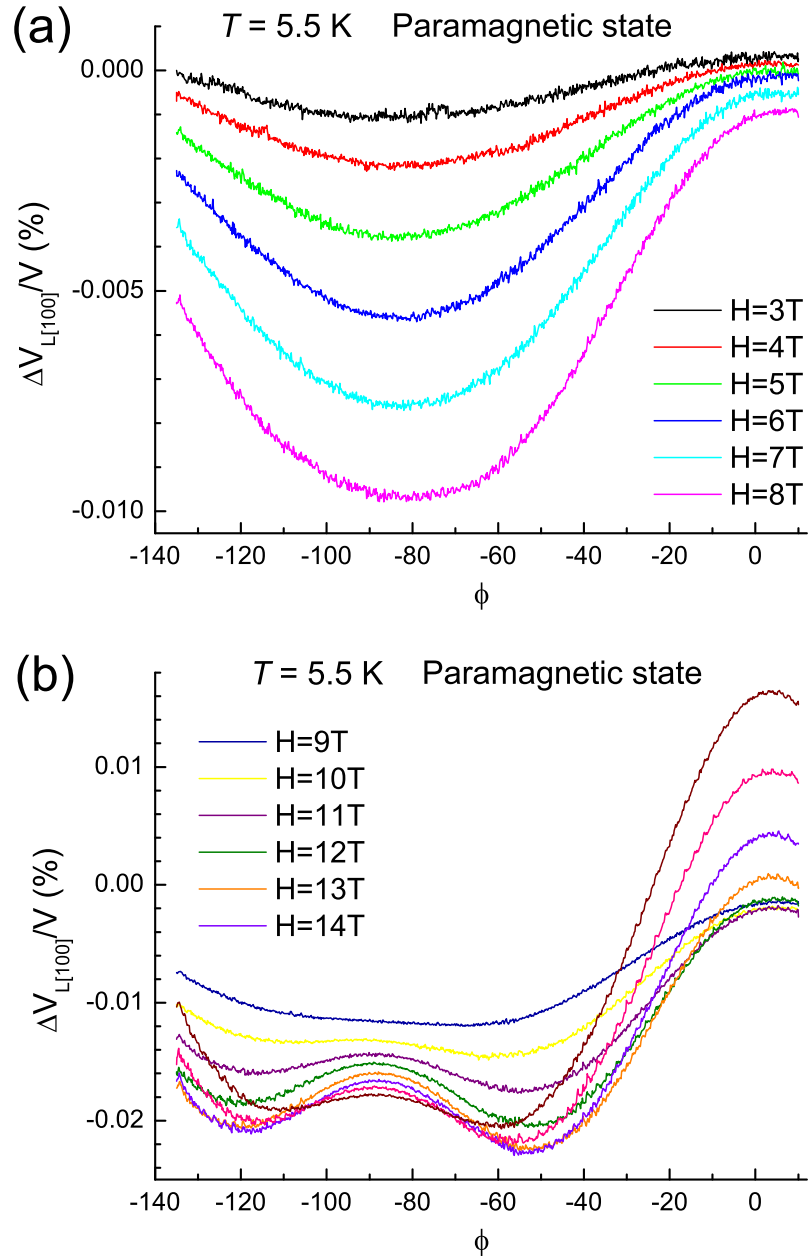 (a)
T = 5.5 K Paramagnetic state
0.000
-0.005
-0.010
ΔV L[100]/V (%)
H=3T
H=4T
H=5T
H=6T
H=7T
H=8T
-140 -120 -100 -80 -60 -40 -20 0
ϕ
(b)
T = 5.5 K Paramagnetic state
H=9T
H=10T
H=11T
H=12T
H=13T
H=14T
0.01
0.00
-0.01
-0.02
ΔV L[100]/V (%)
-140 -120 -100 -80 -60 -40 -20 0
ϕ